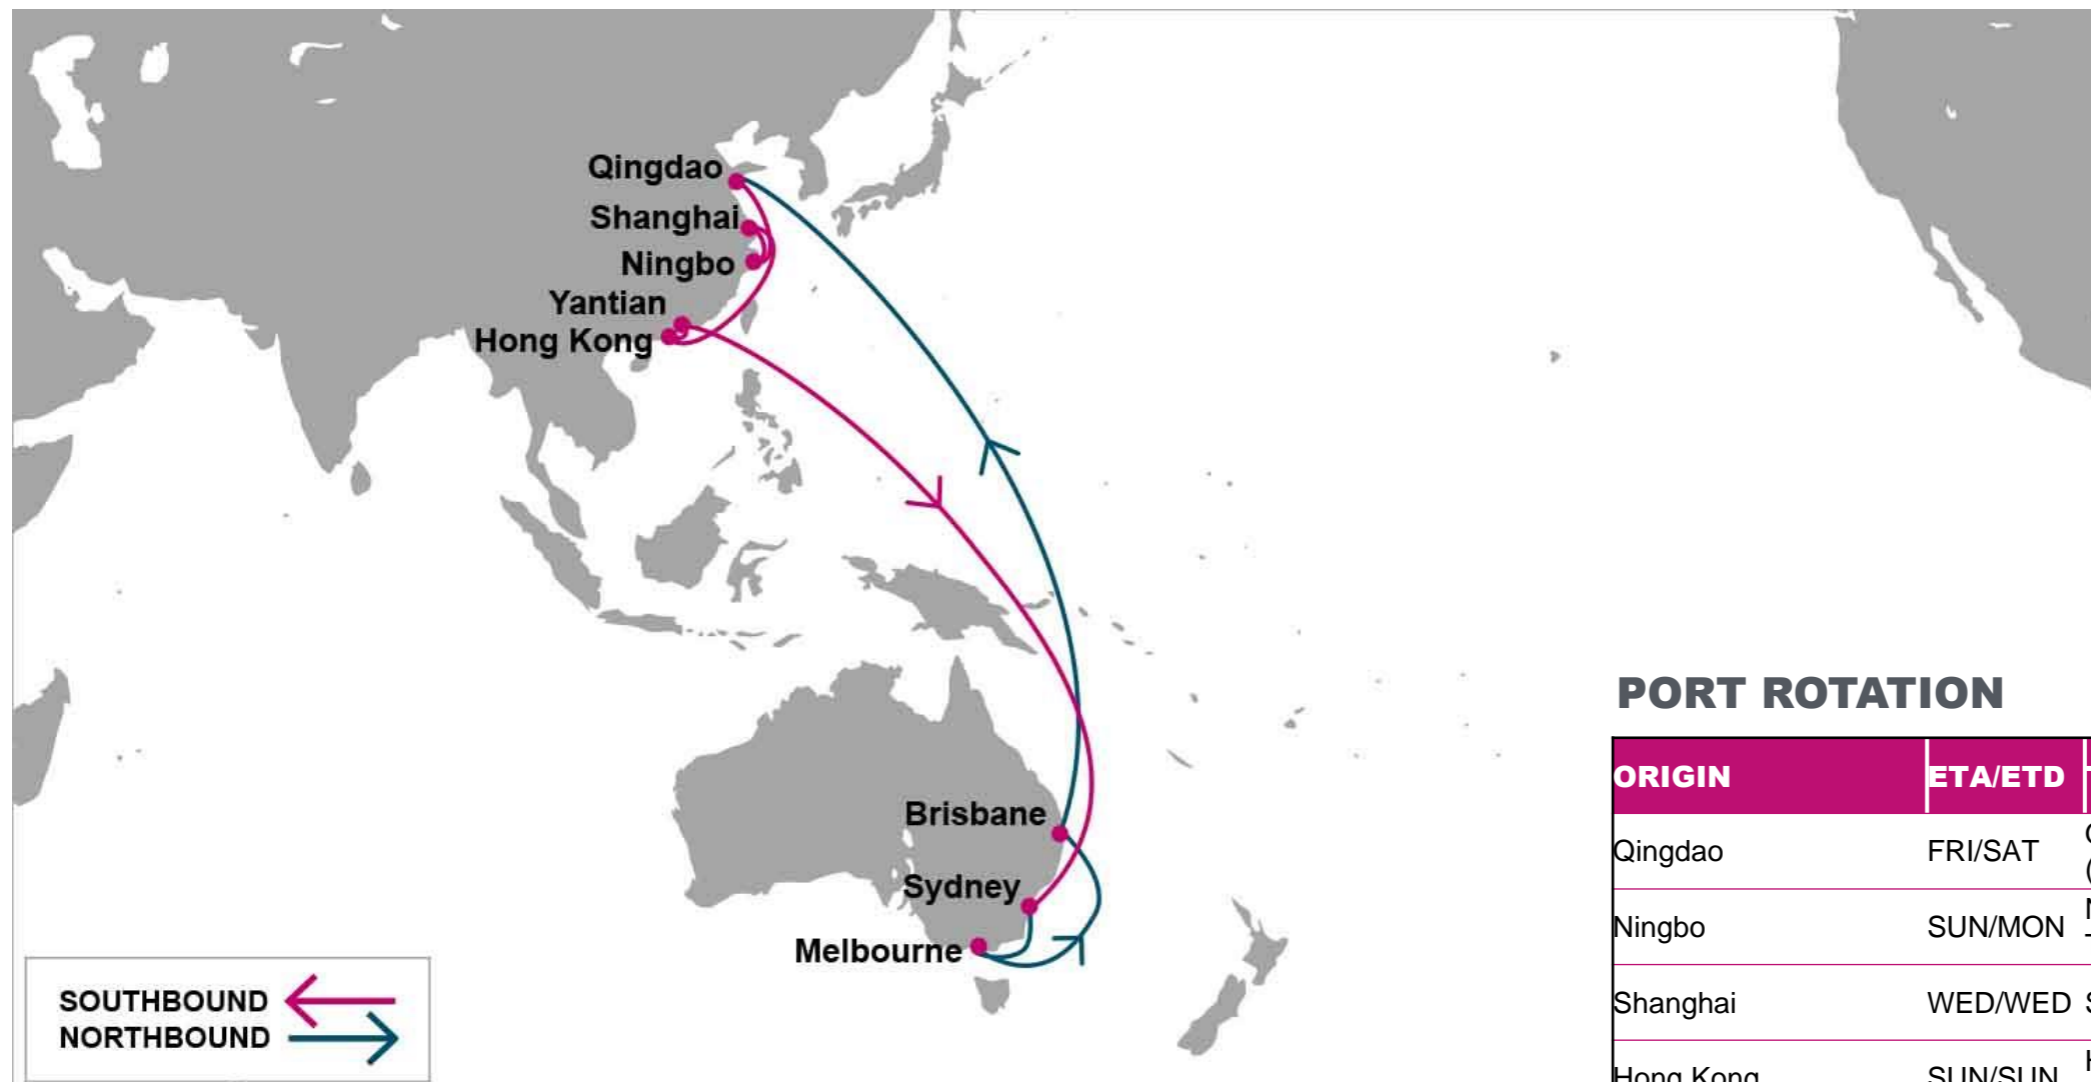 Qingdao
Shanghai
Ningbo
Yantian
Hong Kong
Brisbane
Sydney
Melbourne
SOUTHBOUND
NORTHBOUND
PORT ROTATION
ORIGIN ETA/ETD
Qingdao FRI/SAT
Ningbo SUN/MON
Shanghai WED/WED
Hong Kong SUN/SUN